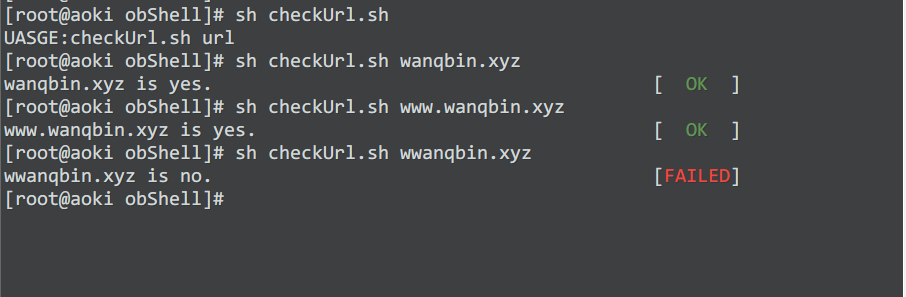 [root@aoki obShell]# sh checkUrl.sh
UASGE:checkUrl.sh url
[root@aoki obShell]# sh checkUrl.sh wanqbin.xyz
wanqbin.xyz is yes. [ OK ]
[root@aoki obShell]# sh checkUrl.sh www.wanqbin.xyz
www.wanqbin.xyz is yes. [ OK ]
[root@aoki obShell]# sh checkUrl.sh wwanqbin.xyz
wwanqbin.xyz is no. [FAILED]
[root@aoki obShell]#